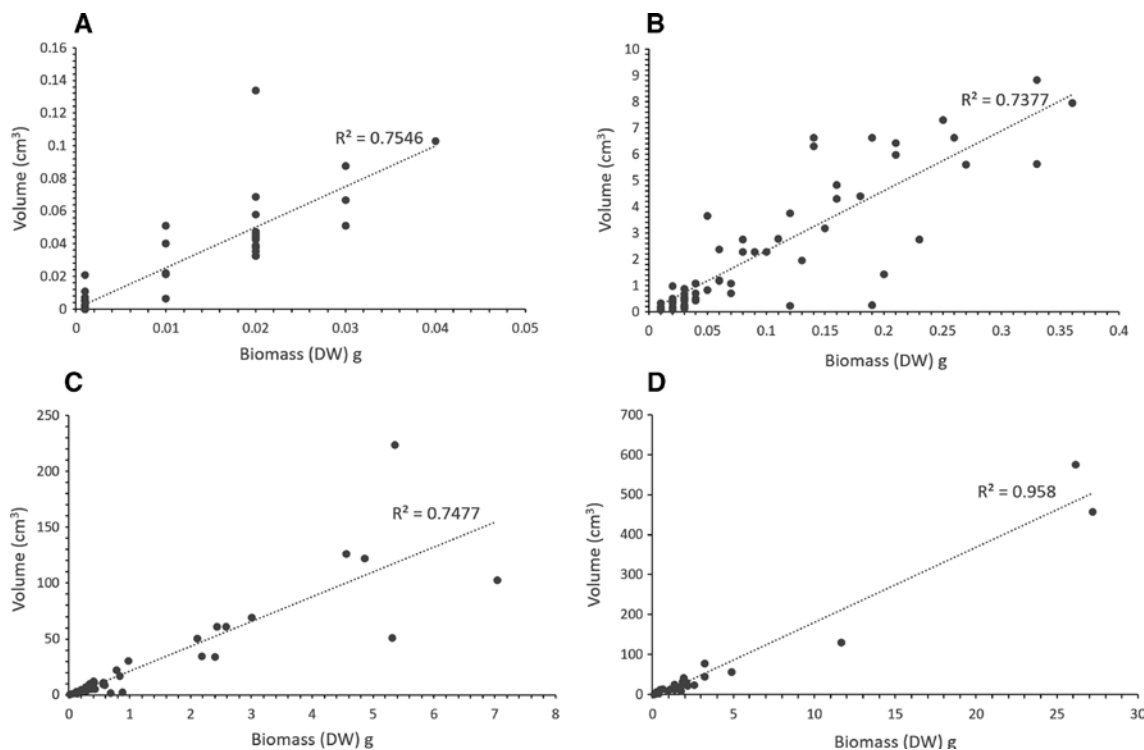 A
0.16
0.14
0.12
0.1
0.08
0.06
0.04
0.02
0
Volume (cm³)
R² = 0.7546
0 0.01 0.02 0.03 0.04 0.05
Biomass (DW) g
B
10
9
8
7
6
5
4
3
2
1
0
Volume (cm³)
R² = 0.7377
0 0.05 0.1 0.15 0.2 0.25 0.3 0.35 0.4
Biomass (DW) g
C
250
200
150
100
50
0
Volume (cm³)
R² = 0.7477
0 1 2 3 4 5 6 7 8
Biomass (DW) g
D
700
600
500
400
300
200
100
0
Volume (cm³)
R² = 0.958
0 5 10 15 20 25 30
Biomass (DW) g